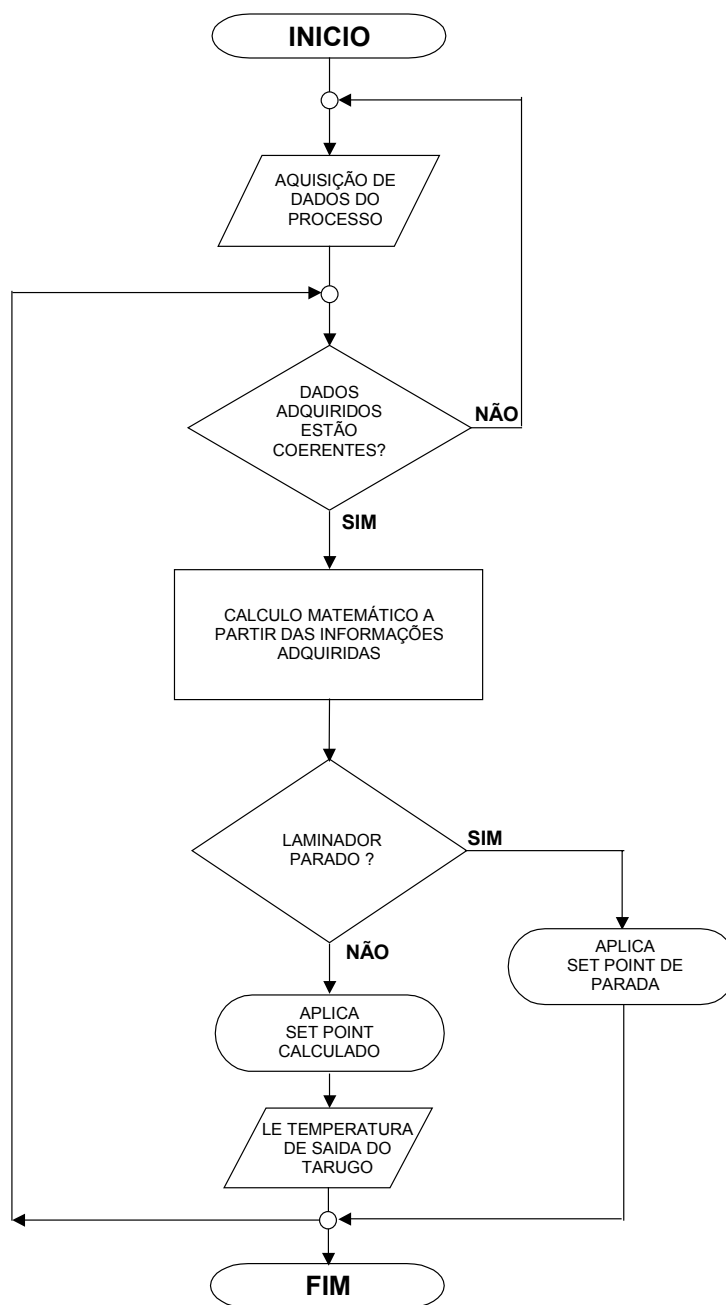 INICIO
AQUISIÇÃO DE
DADOS DO
PROCESSO
DADOS
ADQUIRIDOS
ESTÃO
COERENTES?
NÃO
SIM
CALCULO MATEMÁTICO A
PARTIR DAS INFORMAÇÕES
ADQUIRIDAS
LAMINADOR
PARADO ?
SIM
NÃO
APLICA
SET POINT DE
PARADA
APLICA
SET POINT
CALCULADO
LE TEMPERATURA
DE SAIDA DO
TARUGO
FIM